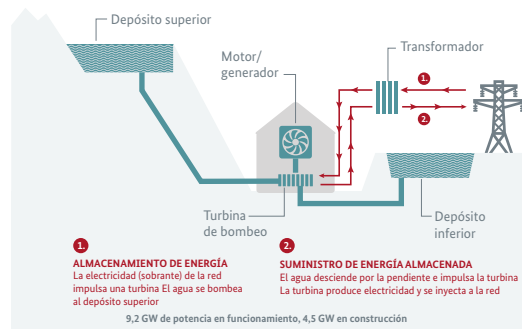 Depósito superior
Motor/
generador
Transformador
1.
2.
Turbina
de bombeo
Depósito
inferior
1.
ALMACENAMIENTO DE ENERGÍA
La electricidad (sobrante) de la red
impulsa una turbina El agua se bombea
al depósito superior
2.
SUMINISTRO DE ENERGÍA ALMACENADA
El agua desciende por la pendiente e impulsa la turbina
La turbina produce electricidad y se inyecta a la red
9,2 GW de potencia en funcionamiento, 4,5 GW en construcción